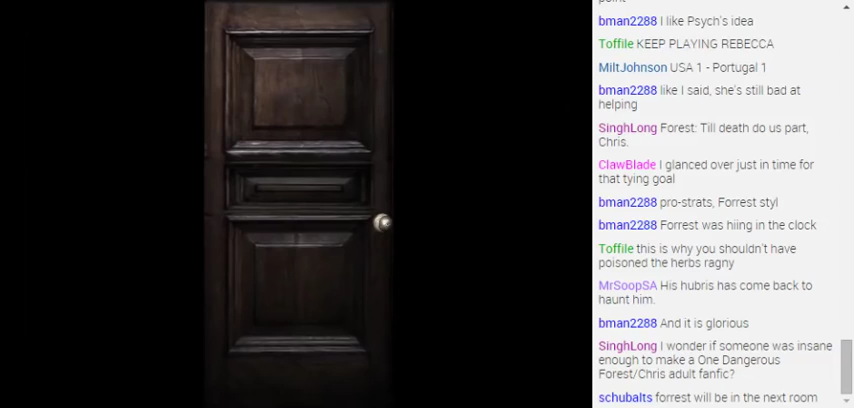 point
bman2288 I like Psych's idea
Toffile KEEP PLAYING REBECCA
MiltJohnson USA 1 - Portugal 1
bman2288 like I said, she's still bad at
helping
SinghLong Forest: Till death do us part,
Chris.
ClawBlade I glanced over just in time for
that tying goal
bman2288 pro-strats, Forrest styl
bman2288 Forrest was hiing in the clock
Toffile this is why you shouldn't have
poisoned the herbs ragny
MrSoopSA His hubris has come back to
haunt him.
bman2288 And it is glorious
SinghLong I wonder if someone was insane
enough to make a One Dangerous
Forest/Chris adult fanfic?
schubalts forrest will be in the next room